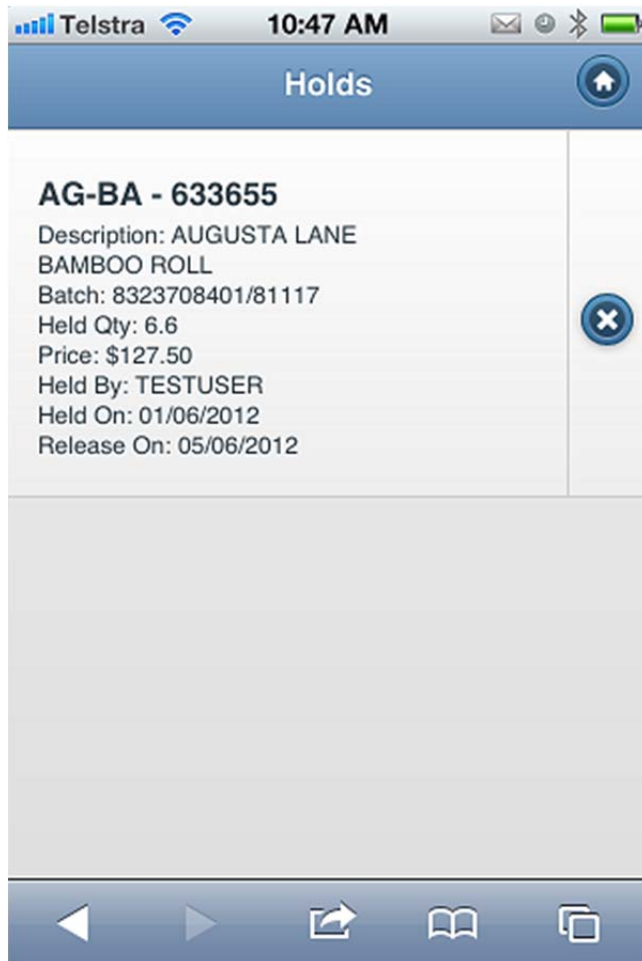 Telstra 10:47 AM
Holds
AG-BA - 633655
Description: AUGUSTA LANE
BAMBOO ROLL
Batch: 8323708401/81117
Held Qty: 6.6
Price: $127.50
Held By: TESTUSER
Held On: 01/06/2012
Release On: 05/06/2012